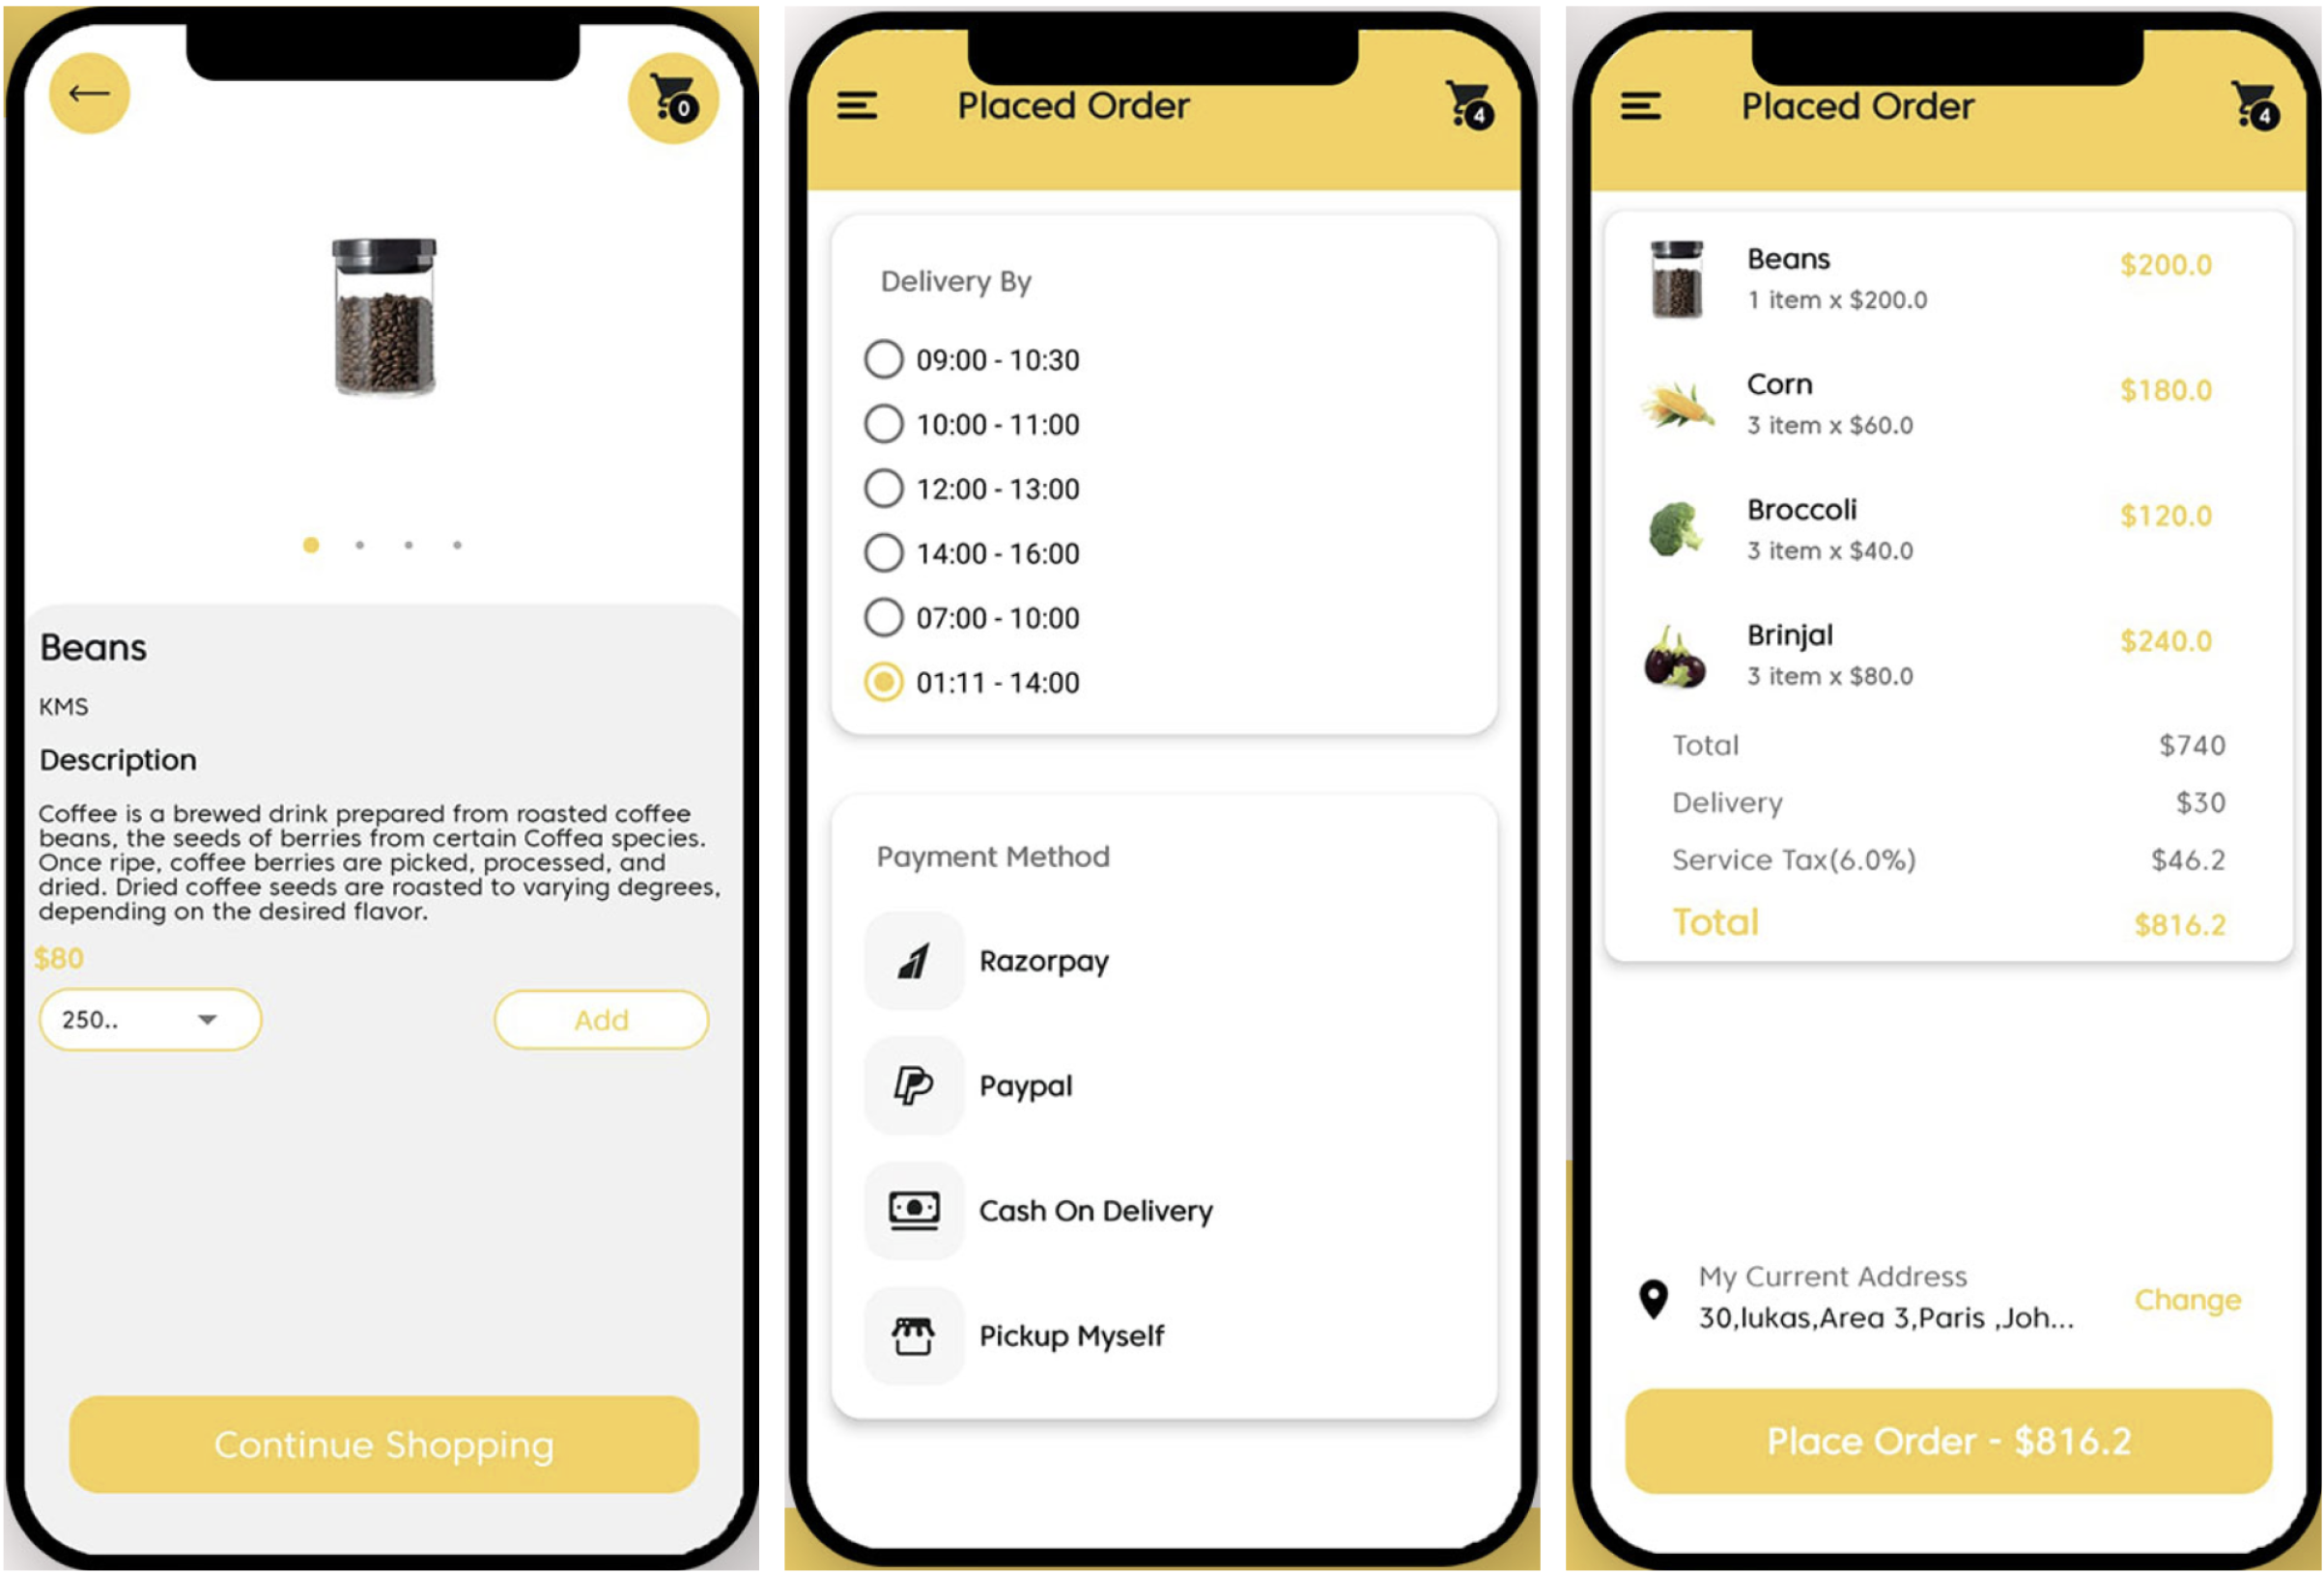 0
Beans
KMS
Description
Coffee is a brewed drink prepared from roasted coffee
beans, the seeds of berries from certain Coffea species.
Once ripe, coffee berries are picked, processed, and
dried. Dried coffee seeds are roasted to varying degrees,
depending on the desired flavor.
$80
250..
Add
Continue Shopping
Placed Order
4
Delivery By
09:00 - 10:30
10:00 - 11:00
12:00 - 13:00
14:00 - 16:00
07:00 - 10:00
01:11 - 14:00
Payment Method
Razorpay
Paypal
Cash On Delivery
Pickup Myself
Placed Order
4
Beans $200.0
1 item x $200.0
Corn $180.0
3 item x $60.0
Broccoli $120.0
3 item x $40.0
Brinjal $240.0
3 item x $80.0
Total $740
Delivery $30
Service Tax(6.0%) $46.2
Total $816.2
My Current Address
30,lukas,Area 3,Paris ,Joh...
Change
Place Order - $816.2